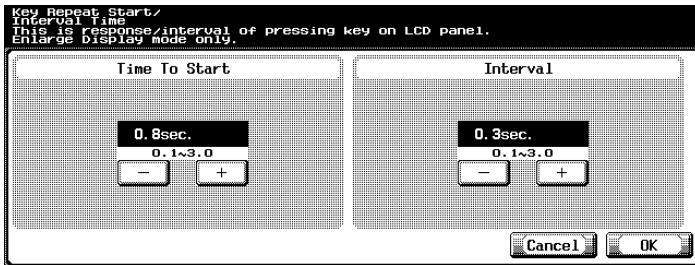 Key Repeat Start/
Interval Time
This is response/interval of pressing key on LCD panel.
Enlarge Display mode only.
Time To Start
Interval
0.8sec.
0.3sec.
0.1~3.0
0.1~3.0
− +
− +
Cancel OK